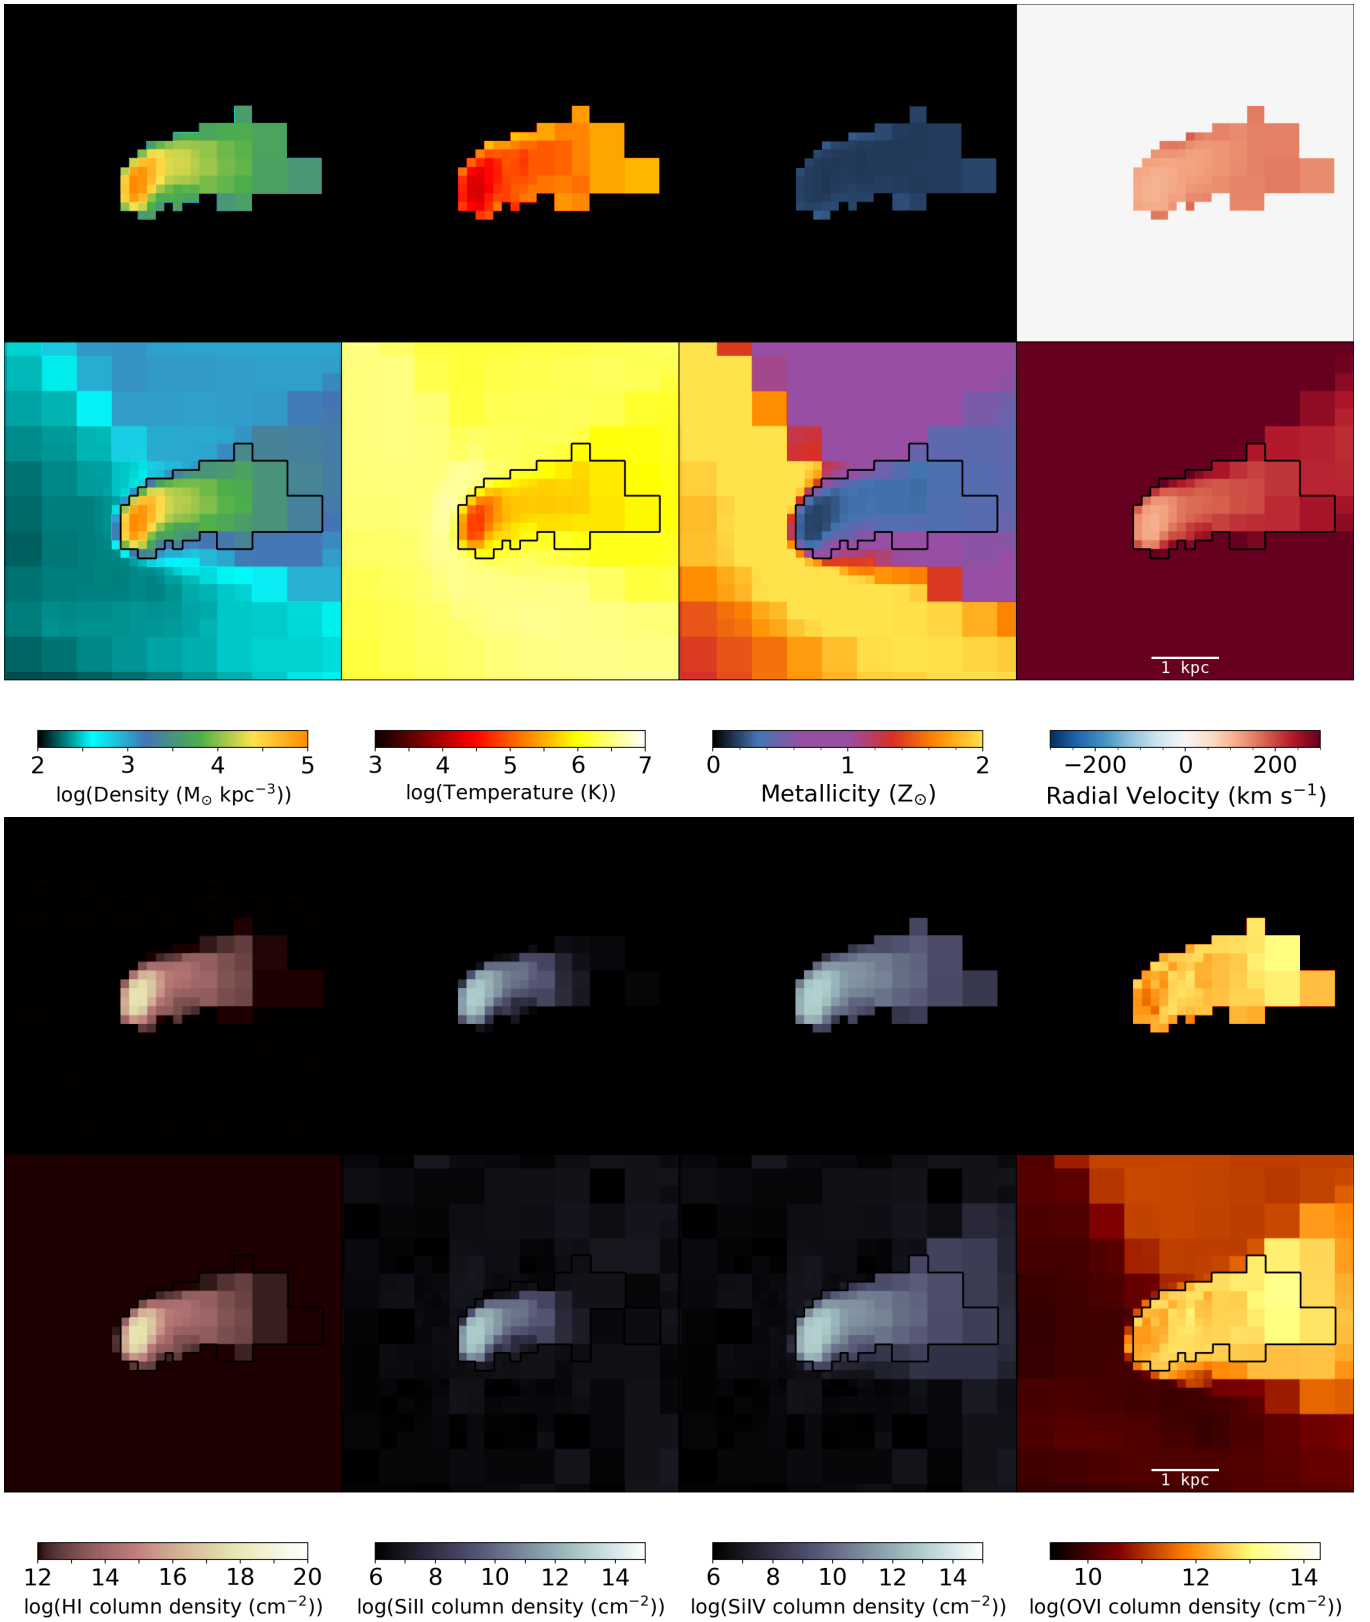 1 kpc
2 3 4 5
log(Density (M☉ kpc⁻³))
3 4 5 6 7
log(Temperature (K))
0 1 2
Metallicity (Z☉)
−200 0 200
Radial Velocity (km s⁻¹)
1 kpc
12 14 16 18 20
log(HI column density (cm⁻²))
6 8 10 12 14
log(SiII column density (cm⁻²))
6 8 10 12 14
log(SiIV column density (cm⁻²))
10 11 12 13 14
log(OVI column density (cm⁻²))